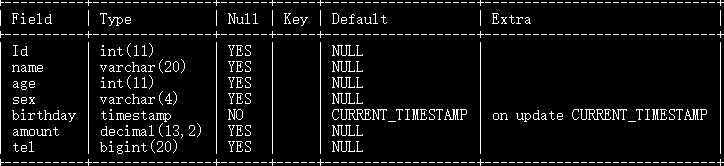 Field Type Null Key Default Extra
Id int(11) YES NULL
name varchar(20) YES NULL
age int(11) YES NULL
sex varchar(4) YES NULL
birthday timestamp NO CURRENT_TIMESTAMP on update CURRENT_TIMESTAMP
amount decimal(13,2) YES NULL
tel bigint(20) YES NULL